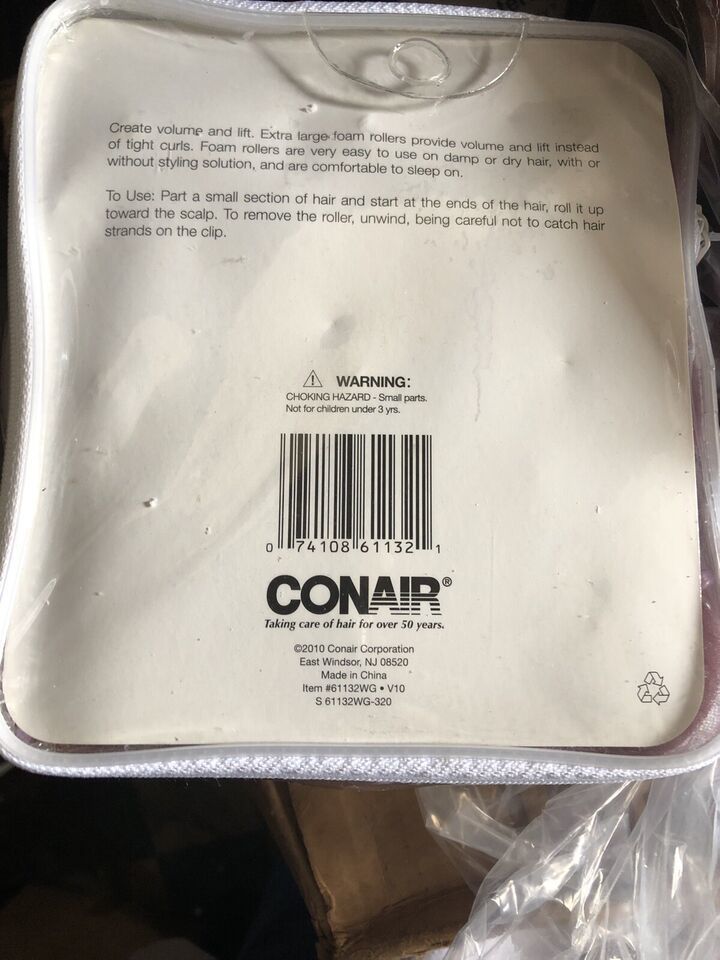 Create volume and lift. Extra large foam rollers provide volume and lift instead
of tight curls. Foam rollers are very easy to use on damp or dry hair, with or
without styling solution, and are comfortable to sleep on.
To Use: Part a small section of hair and start at the ends of the hair, roll it up
toward the scalp. To remove the roller, unwind, being careful not to catch hair
strands on the clip.
WARNING:
CHOKING HAZARD - Small parts.
Not for children under 3 yrs.
0 74108 61132 1
CONAIR®
Taking care of hair for over 50 years.
©2010 Conair Corporation
East Windsor, NJ 08520
Made in China
Item #61132WG • V10
S 61132WG-320